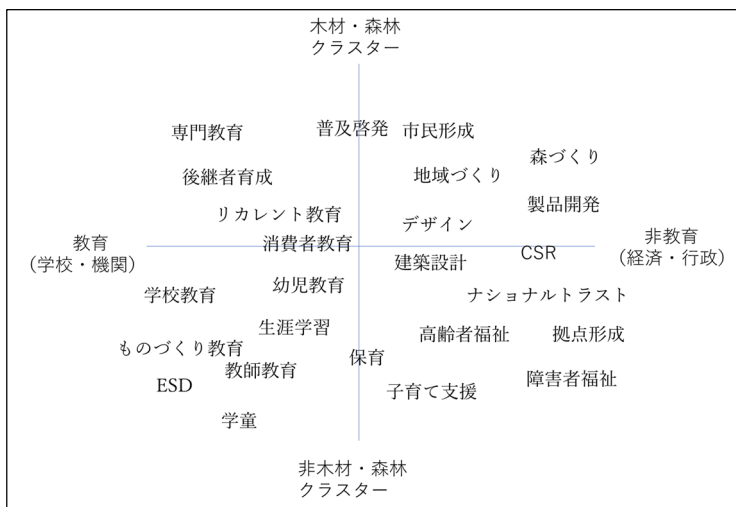 木材・森林
クラスター
専門教育
普及啓発
市民形成
森づくり
後継者育成
地域づくり
リカレント教育
製品開発
デザイン
教育
（学校・機関）
消費者教育
建築設計
CSR
非教育
（経済・行政）
学校教育
幼児教育
ナショナルトラスト
生涯学習
高齢者福祉
拠点形成
ものづくり教育
保育
教師教育
ESD
子育て支援
障害者福祉
学童
非木材・森林
クラスター